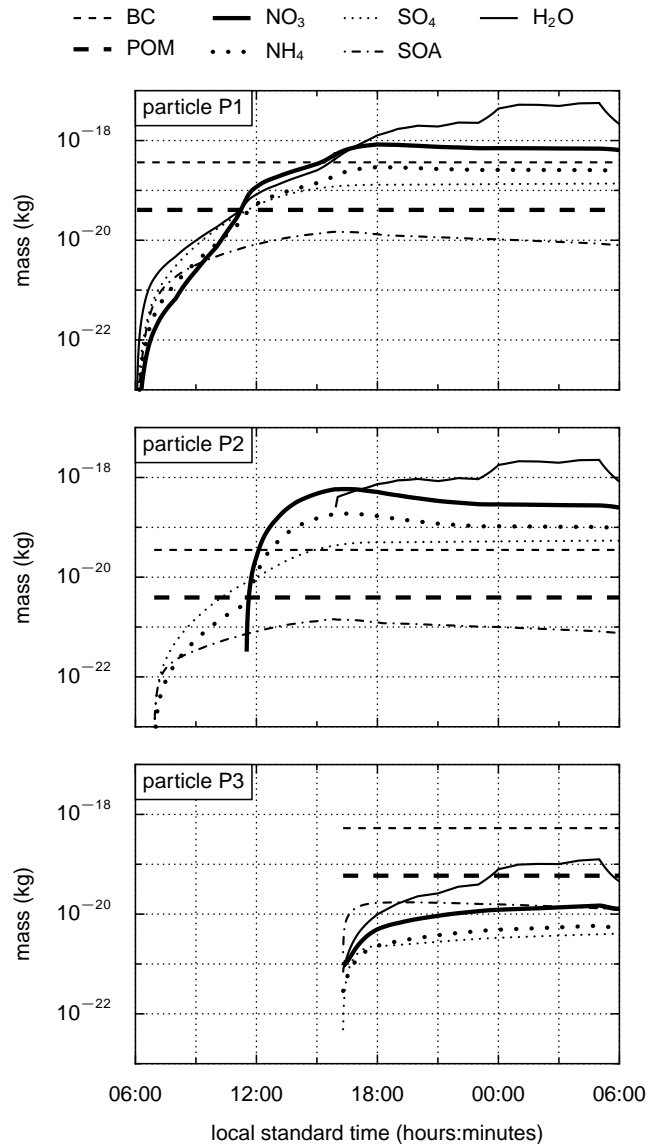 BC NO₃ SO₄ H₂O
POM NH₄ SOA
particle P1
10⁻¹⁸
10⁻²⁰
10⁻²²
mass (kg)
particle P2
10⁻¹⁸
10⁻²⁰
10⁻²²
mass (kg)
particle P3
10⁻¹⁸
10⁻²⁰
10⁻²²
mass (kg)
06:00 12:00 18:00 00:00 06:00
local standard time (hours:minutes)